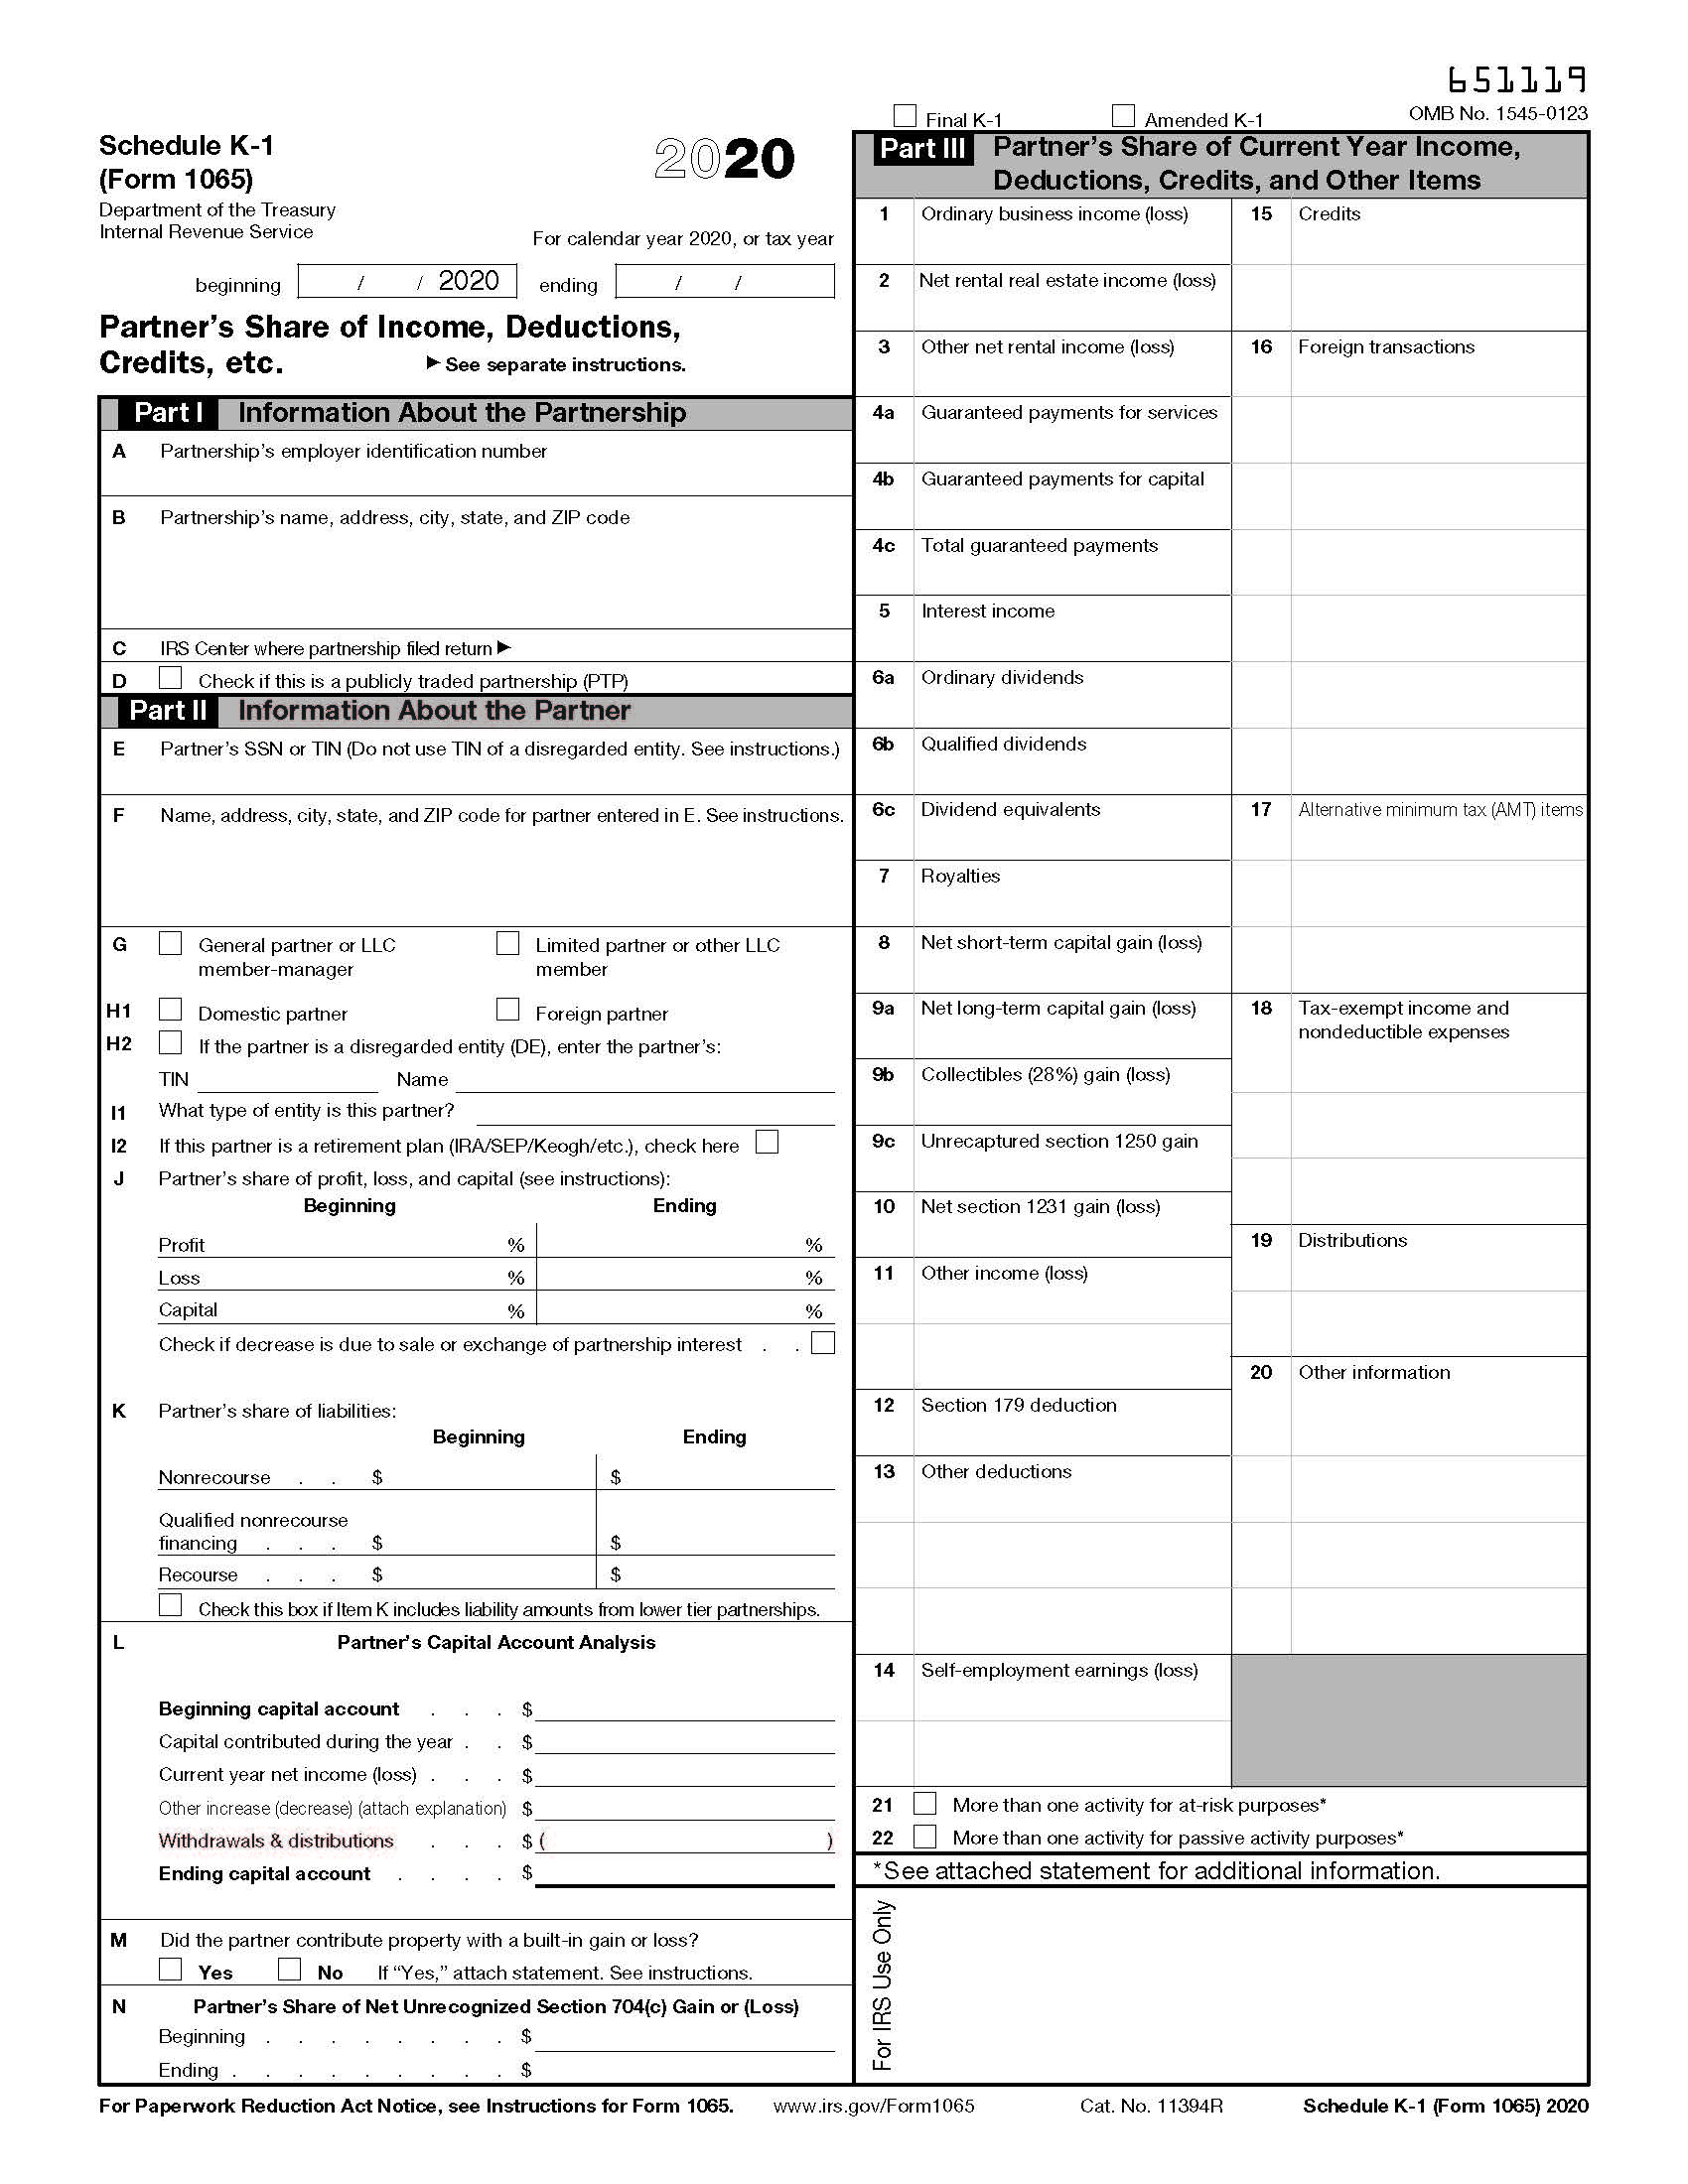 651119
Final K-1
Amended K-1
OMB No. 1545-0123
Schedule K-1
(Form 1065)
2020
Department of the Treasury
Internal Revenue Service
For calendar year 2020, or tax year
beginning / / 2020 ending / /
Partner's Share of Income, Deductions,
Credits, etc.
▶ See separate instructions.
Part I Information About the Partnership
A Partnership's employer identification number
B Partnership's name, address, city, state, and ZIP code
C IRS Center where partnership filed return ▶
D Check if this is a publicly traded partnership (PTP)
Part II Information About the Partner
E Partner's SSN or TIN (Do not use TIN of a disregarded entity. See instructions.)
F Name, address, city, state, and ZIP code for partner entered in E. See instructions.
G General partner or LLC
member-manager
Limited partner or other LLC
member
H1 Domestic partner Foreign partner
H2 If the partner is a disregarded entity (DE), enter the partner's:
TIN Name
I1 What type of entity is this partner?
I2 If this partner is a retirement plan (IRA/SEP/Keogh/etc.), check here
J Partner's share of profit, loss, and capital (see instructions):
Beginning Ending
Profit % %
Loss % %
Capital % %
Check if decrease is due to sale or exchange of partnership interest . .
K Partner's share of liabilities:
Beginning Ending
Nonrecourse . . $ $
Qualified nonrecourse
financing . . . $ $
Recourse . . . $ $
Check this box if Item K includes liability amounts from lower tier partnerships.
L Partner's Capital Account Analysis
Beginning capital account . . . $
Capital contributed during the year . . $
Current year net income (loss) . . . $
Other increase (decrease) (attach explanation) $
Withdrawals & distributions . . . $ ( )
Ending capital account . . . . $
M Did the partner contribute property with a built-in gain or loss?
Yes No If "Yes," attach statement. See instructions.
N Partner's Share of Net Unrecognized Section 704(c) Gain or (Loss)
Beginning . . . . . . . . $
Ending . . . . . . . . . $
Part III Partner's Share of Current Year Income,
Deductions, Credits, and Other Items
1 Ordinary business income (loss)
2 Net rental real estate income (loss)
3 Other net rental income (loss)
4a Guaranteed payments for services
4b Guaranteed payments for capital
4c Total guaranteed payments
5 Interest income
6a Ordinary dividends
6b Qualified dividends
6c Dividend equivalents
7 Royalties
8 Net short-term capital gain (loss)
9a Net long-term capital gain (loss)
9b Collectibles (28%) gain (loss)
9c Unrecaptured section 1250 gain
10 Net section 1231 gain (loss)
11 Other income (loss)
12 Section 179 deduction
13 Other deductions
14 Self-employment earnings (loss)
15 Credits
16 Foreign transactions
17 Alternative minimum tax (AMT) items
18 Tax-exempt income and
nondeductible expenses
19 Distributions
20 Other information
21 More than one activity for at-risk purposes*
22 More than one activity for passive activity purposes*
*See attached statement for additional information.
For IRS Use Only
For Paperwork Reduction Act Notice, see Instructions for Form 1065. www.irs.gov/Form1065 Cat. No. 11394R Schedule K-1 (Form 1065) 2020